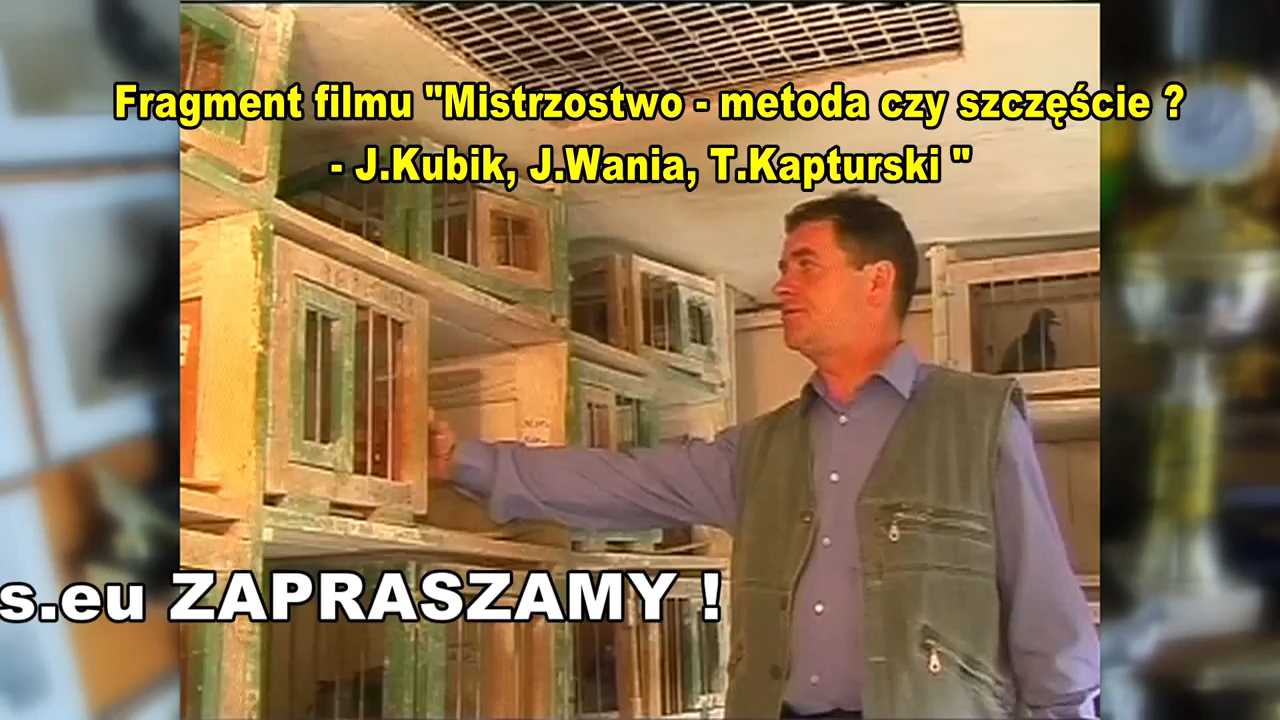 Fragment filmu "Mistrzostwo - metoda czy szczęście ?
- J.Kubik, J.Wania, T.Kapturski "
s.eu ZAPRASZAMY !